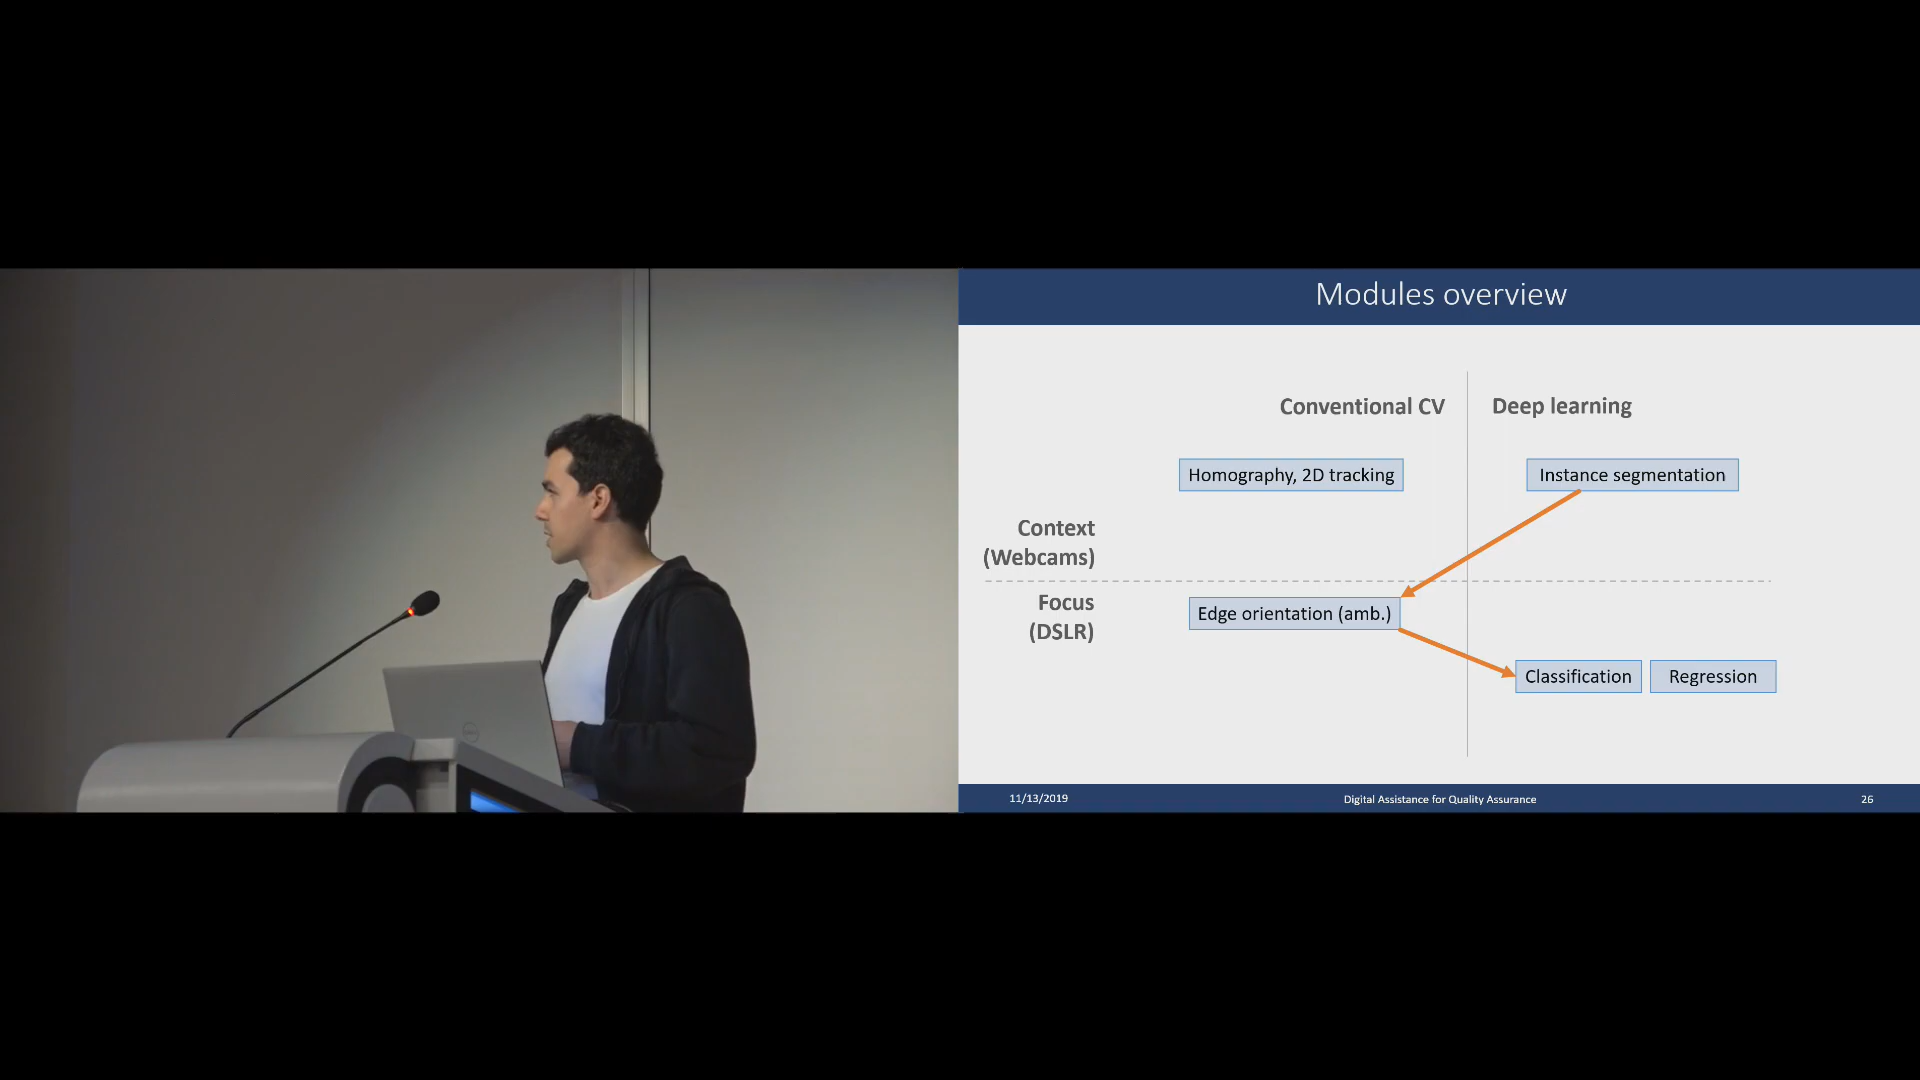 Modules overview
Conventional CV
Deep learning
Homography, 2D tracking
Instance segmentation
Context
(Webcams)
Focus
(DSLR)
Edge orientation (amb.)
Classification
Regression
11/13/2019
Digital Assistance for Quality Assurance
26